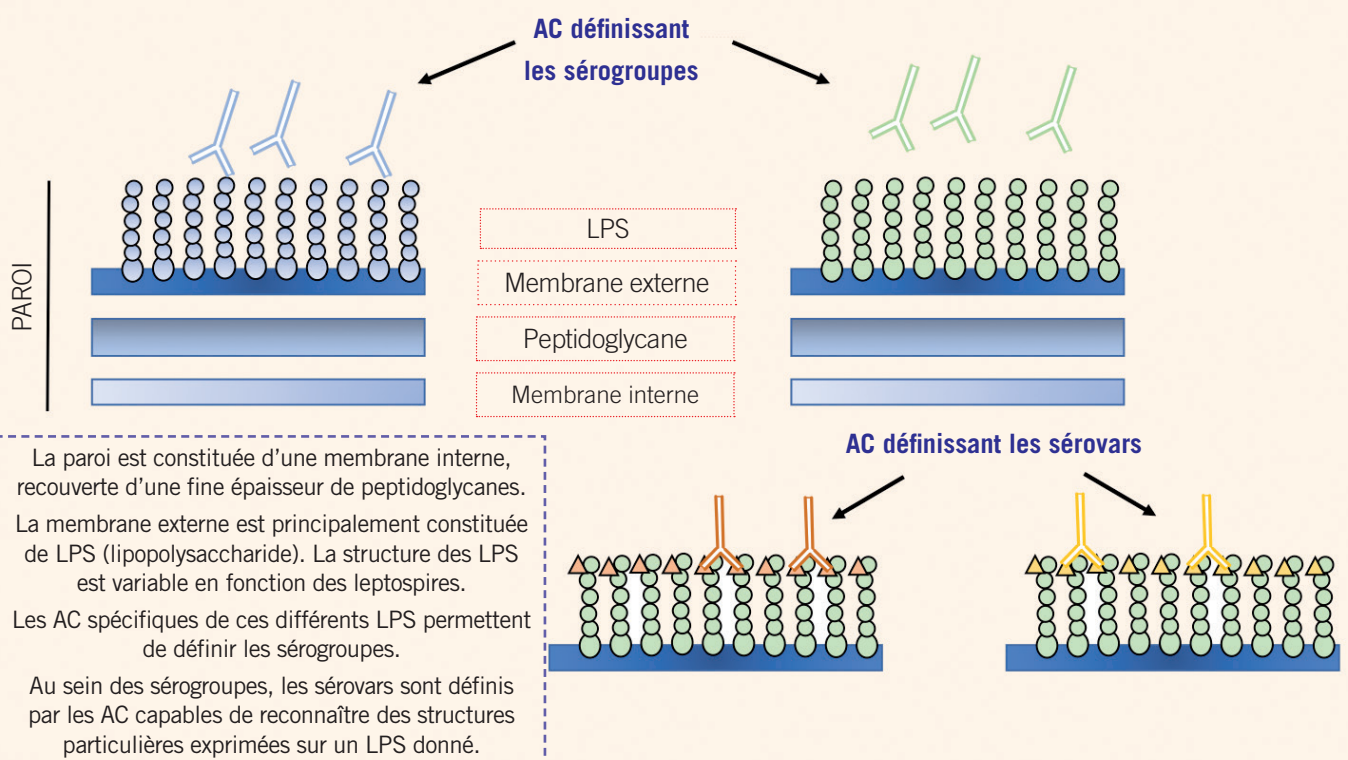 AC définissant
les sérogroupes
PAROI
LPS
Membrane externe
Peptidoglycane
Membrane interne
La paroi est constituée d’une membrane interne,
recouverte d’une fine épaisseur de peptidoglycanes.
La membrane externe est principalement constituée
de LPS (lipopolysaccharide). La structure des LPS
est variable en fonction des leptospires.
Les AC spécifiques de ces différents LPS permettent
de définir les sérogroupes.
Au sein des sérogroupes, les sérovars sont définis
par les AC capables de reconnaître des structures
particulières exprimées sur un LPS donné.
AC définissant les sérovars